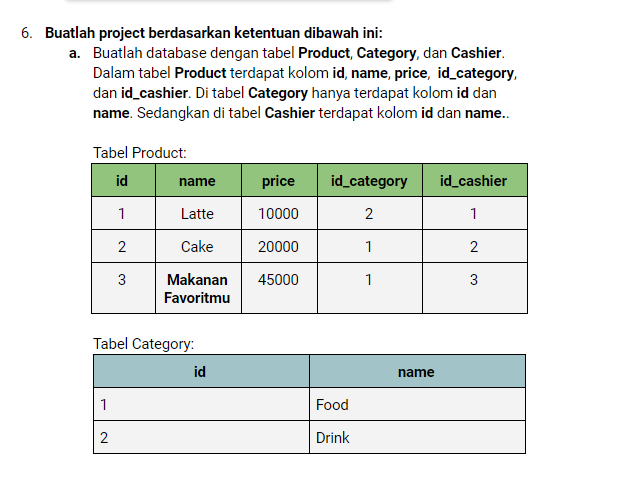 6. Buatlah project berdasarkan ketentuan dibawah ini:
a. Buatlah database dengan tabel Product, Category, dan Cashier.
Dalam tabel Product terdapat kolom id, name, price, id_category,
dan id_cashier. Di tabel Category hanya terdapat kolom id dan
name. Sedangkan di tabel Cashier terdapat kolom id dan name..
Tabel Product:
id name price id_category id_cashier
1 Latte 10000 2 1
2 Cake 20000 1 2
3 Makanan 45000 1 3
Favoritmu
Tabel Category:
id name
1 Food
2 Drink